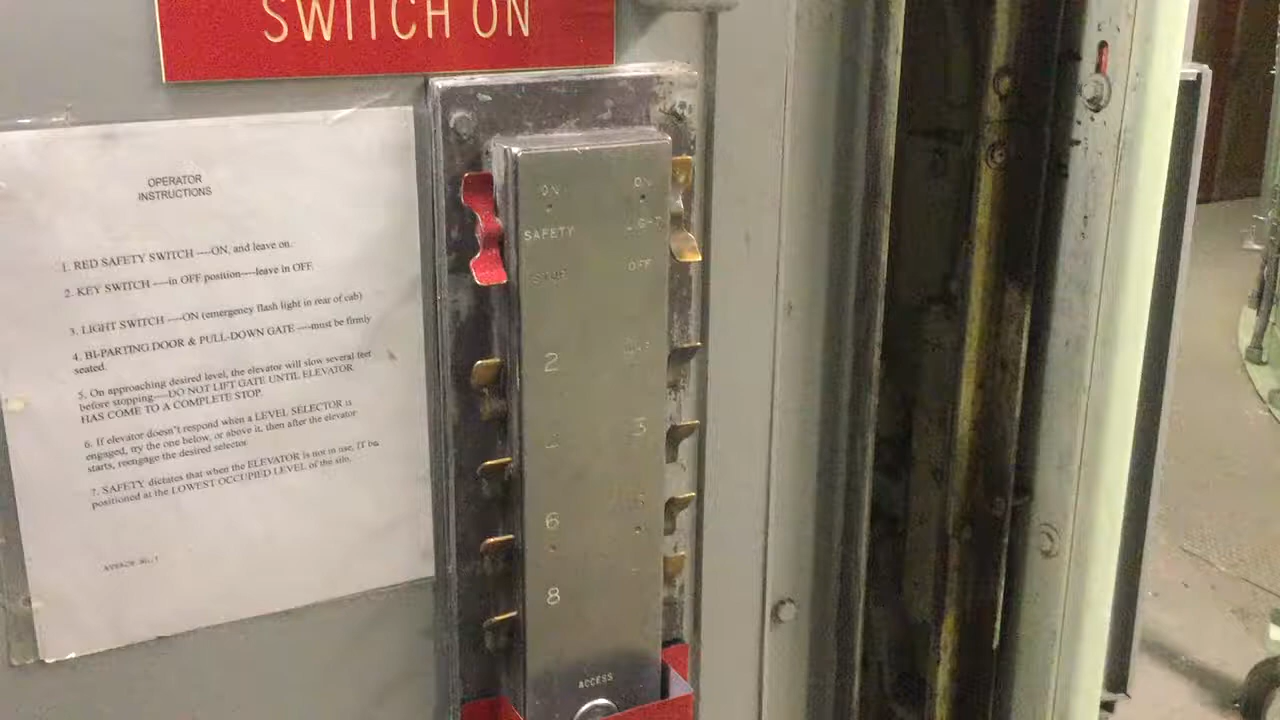 SWITCH ON
OPERATOR
INSTRUCTIONS
1. RED SAFETY SWITCH ----ON, and leave on.
2. KEY SWITCH ----in OFF position----leave in OFF.
3. LIGHT SWITCH ----ON (emergency flash light in rear of cab)
4. BI-PARTING DOOR & PULL-DOWN GATE ----must be firmly
seated.
5. On approaching desired level, the elevator will slow several feet
before stopping----DO NOT LIFT GATE UNTIL ELEVATOR
HAS COME TO A COMPLETE STOP.
6. If elevator doesn't respond when a LEVEL SELECTOR is
engaged, try the one below, or above it, then after the elevator
starts, reengage the desired selector.
7. SAFETY dictates that when the ELEVATOR is not in use, IT be
positioned at the LOWEST OCCUPIED LEVEL of the silo.
ON
ON
SAFETY
LIGHT
STOP
OFF
2
3
6
8
ACCESS